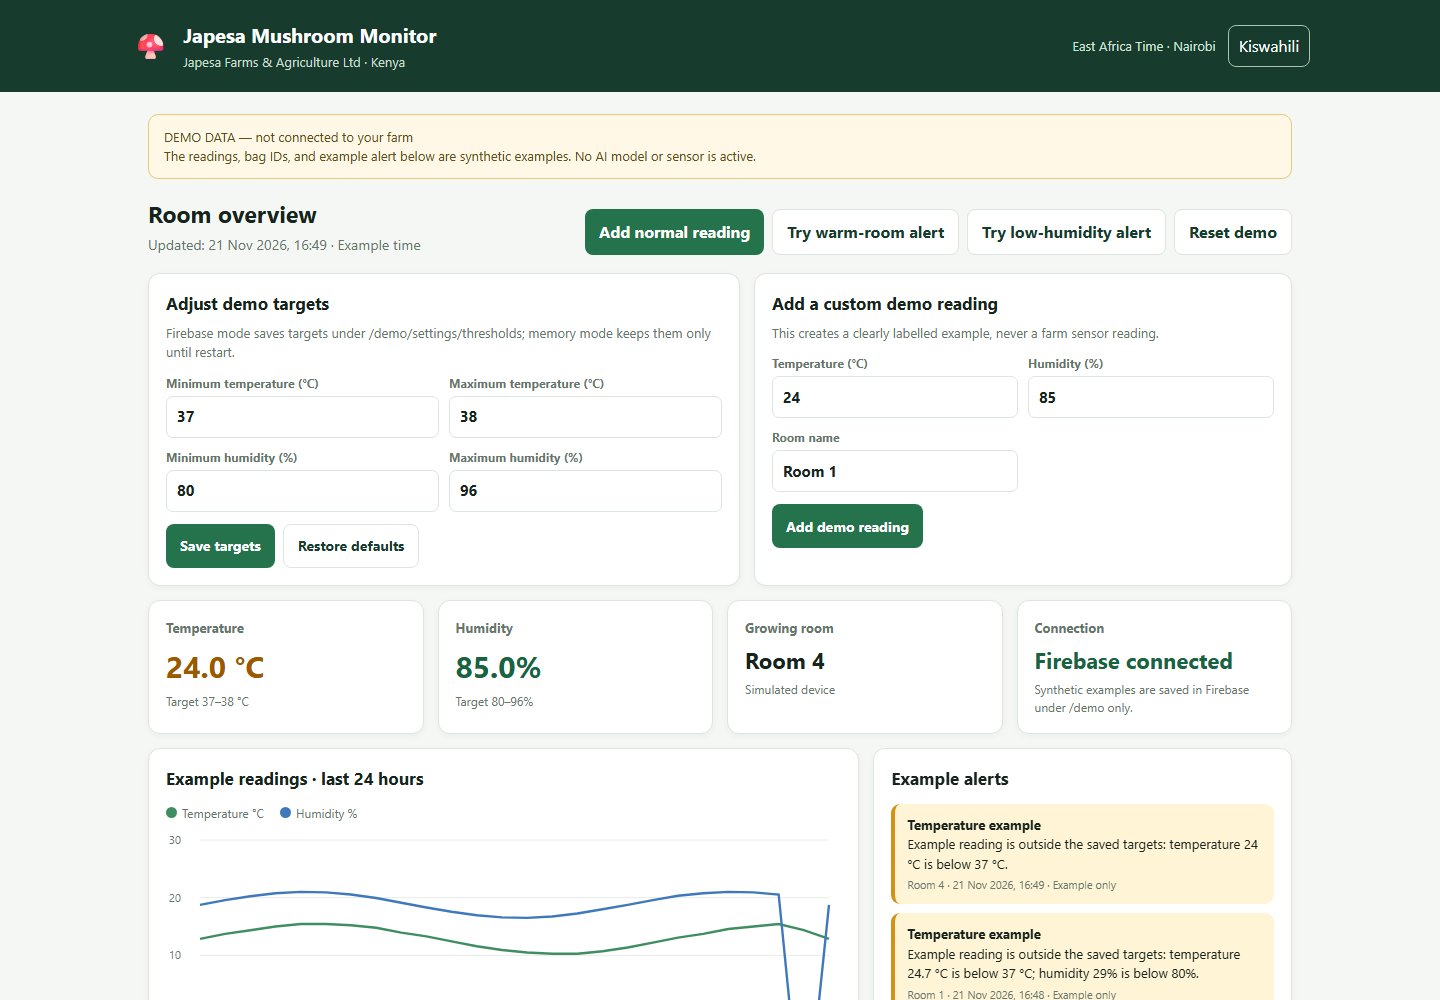 Japesa Mushroom Monitor
Japesa Farms & Agriculture Ltd · Kenya
East Africa Time · Nairobi
Kiswahili
DEMO DATA — not connected to your farm
The readings, bag IDs, and example alert below are synthetic examples. No AI model or sensor is active.
Room overview
Updated: 21 Nov 2026, 16:49 · Example time
Add normal reading
Try warm-room alert
Try low-humidity alert
Reset demo
Adjust demo targets
Firebase mode saves targets under /demo/settings/thresholds; memory mode keeps them only
until restart.
Minimum temperature (°C)
Maximum temperature (°C)
37
38
Minimum humidity (%)
Maximum humidity (%)
80
96
Save targets
Restore defaults
Add a custom demo reading
This creates a clearly labelled example, never a farm sensor reading.
Temperature (°C)
Humidity (%)
24
85
Room name
Room 1
Add demo reading
Temperature
24.0 °C
Target 37–38 °C
Humidity
85.0%
Target 80–96%
Growing room
Room 4
Simulated device
Connection
Firebase connected
Synthetic examples are saved in Firebase
under /demo only.
Example readings · last 24 hours
Temperature °C
Humidity %
30
20
10
Example alerts
Temperature example
Example reading is outside the saved targets: temperature 24
°C is below 37 °C.
Room 4 · 21 Nov 2026, 16:49 · Example only
Temperature example
Example reading is outside the saved targets: temperature
24.7 °C is below 37 °C; humidity 29% is below 80%.
Room 1 · 21 Nov 2026, 16:48 · Example only